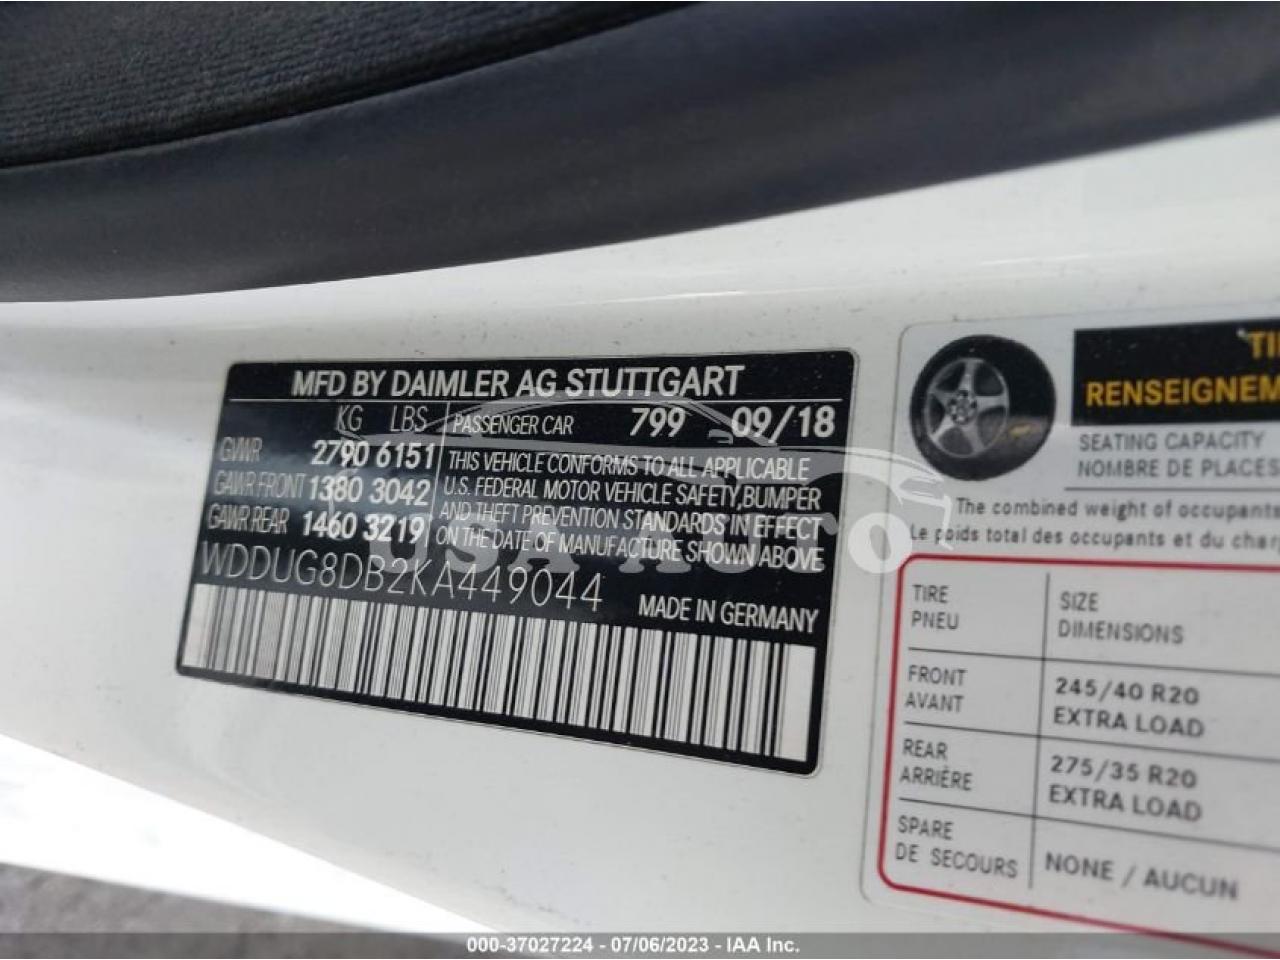 MFD BY DAIMLER AG STUTTGART
KG LBS PASSENGER CAR 799 09/18
GVWR 2790 6151
GAWR FRONT 1380 3042
GAWR REAR 1460 3219
THIS VEHICLE CONFORMS TO ALL APPLICABLE
U.S. FEDERAL MOTOR VEHICLE SAFETY, BUMPER
AND THEFT PREVENTION STANDARDS IN EFFECT
ON THE DATE OF MANUFACTURE SHOWN ABOVE.
WDDUG8DB2KA449044
MADE IN GERMANY
USA AUTO
RENSEIGNEM
SEATING CAPACITY
NOMBRE DE PLACES
The combined weight of occupants
Le poids total des occupants et du
TIRE
PNEU
SIZE
DIMENSIONS
FRONT
AVANT
245/40 R20
EXTRA LOAD
REAR
ARRIÈRE
275/35 R20
EXTRA LOAD
SPARE
DE SECOURS
NONE / AUCUN
000-37027224 - 07/06/2023 - IAA Inc.